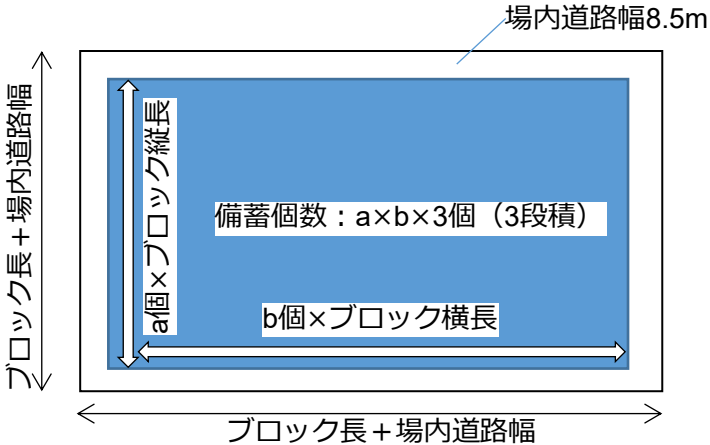 場内道路幅8.5m
ブロック長＋場内道路幅
a個×ブロック縦長
備蓄個数：a×b×3個（3段積）
b個×ブロック横長
ブロック長＋場内道路幅